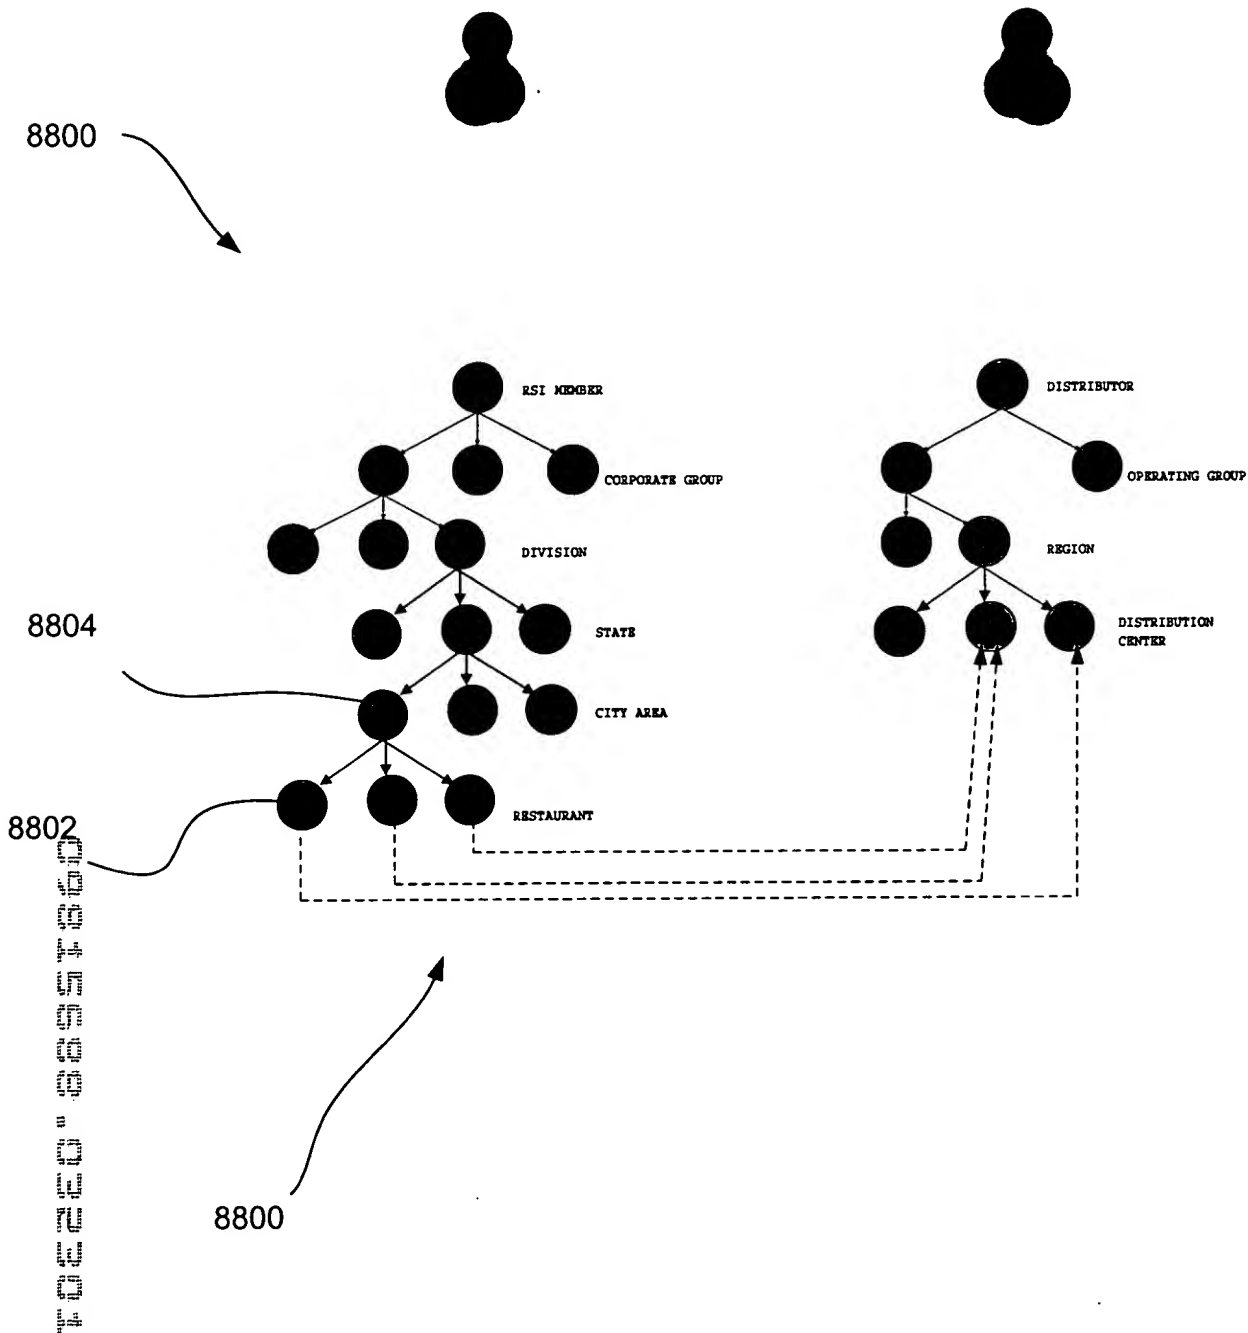 8800
RSI MEMBER
DISTRIBUTOR
CORPORATE GROUP
OPERATING GROUP
DIVISION
REGION
8804
STATE
DISTRIBUTION
CENTER
CITY AREA
8802
RESTAURANT
8800